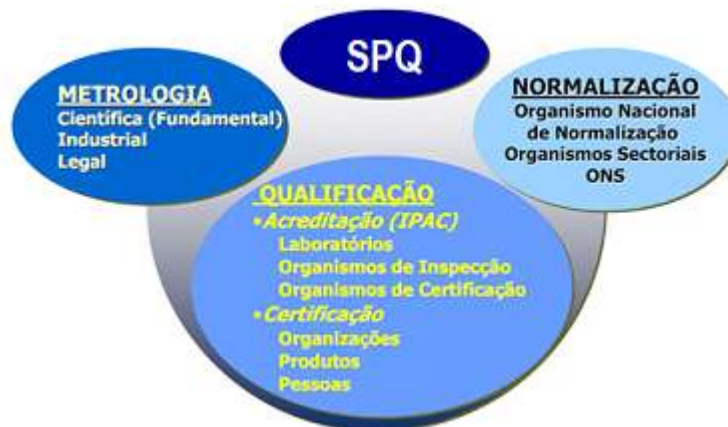 SPQ
METROLOGIA
Científica (Fundamental)
Industrial
Legal
NORMALIZAÇÃO
Organismo Nacional
de Normalização
Organismos Sectoriais
ONS
QUALIFICAÇÃO
•Acreditação (IPAC)
Laboratórios
Organismos de Inspecção
Organismos de Certificação
•Certificação
Organizações
Produtos
Pessoas